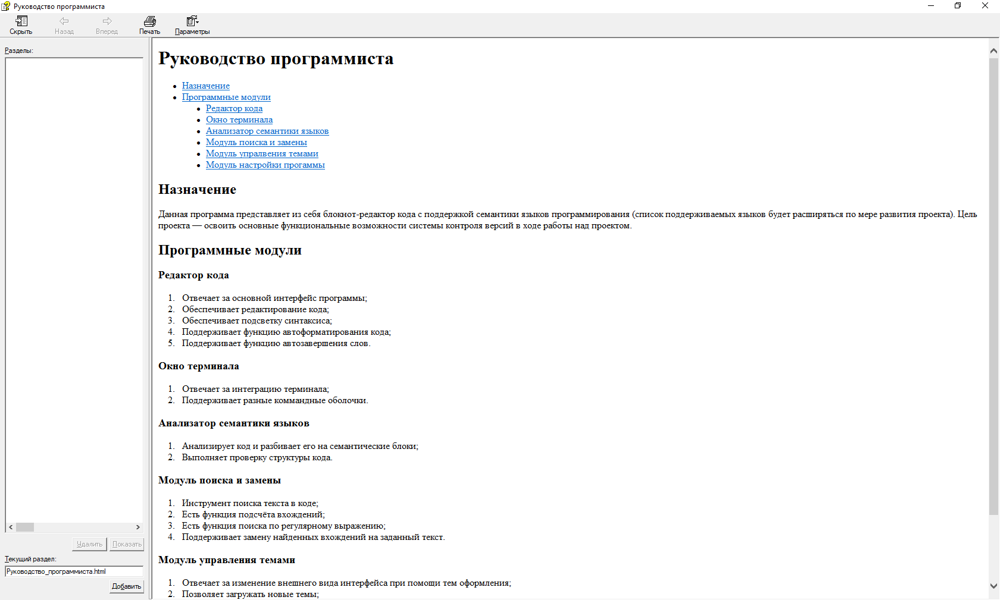 Руководство программиста
Скрыть
Назад
Вперед
Печать
Параметры
Разделы:
Удалить
Показать
Текущий раздел:
Руководство_программиста.html
Добавить
Руководство программиста
Назначение
Программные модули
Редактор кода
Окно терминала
Анализатор семантики языков
Модуль поиска и замены
Модуль упралвения темами
Модуль настройки прогаммы
Назначение
Данная программа представляет из себя блокнот-редактор кода с поддержкой семантики языков программирования (список поддерживаемых языков будет расширяться по мере развития проекта). Цель
проекта — освоить основные функциональные возможности системы контроля версий в ходе работы над проектом.
Программные модули
Редактор кода
1. Отвечает за основной интерфейс программы;
2. Обеспечивает редактирование кода;
3. Обеспечивает подсветку синтаксиса;
4. Поддерживает функцию автоформатирования кода;
5. Поддерживает функцию автозавершения слов.
Окно терминала
1. Отвечает за интеграцию терминала;
2. Поддерживает разные коммандные оболочки.
Анализатор семантики языков
1. Анализирует код и разбивает его на семантические блоки;
2. Выполняет проверку структуры кода.
Модуль поиска и замены
1. Инструмент поиска текста в коде;
2. Есть функция подсчёта вхождений;
3. Есть функция поиска по регулярному выражению;
4. Поддерживает замену найденных вхождений на заданный текст.
Модуль управления темами
1. Отвечает за изменение внешнего вида интерфейса при помощи тем оформления;
2. Позволяет загружать новые темы;